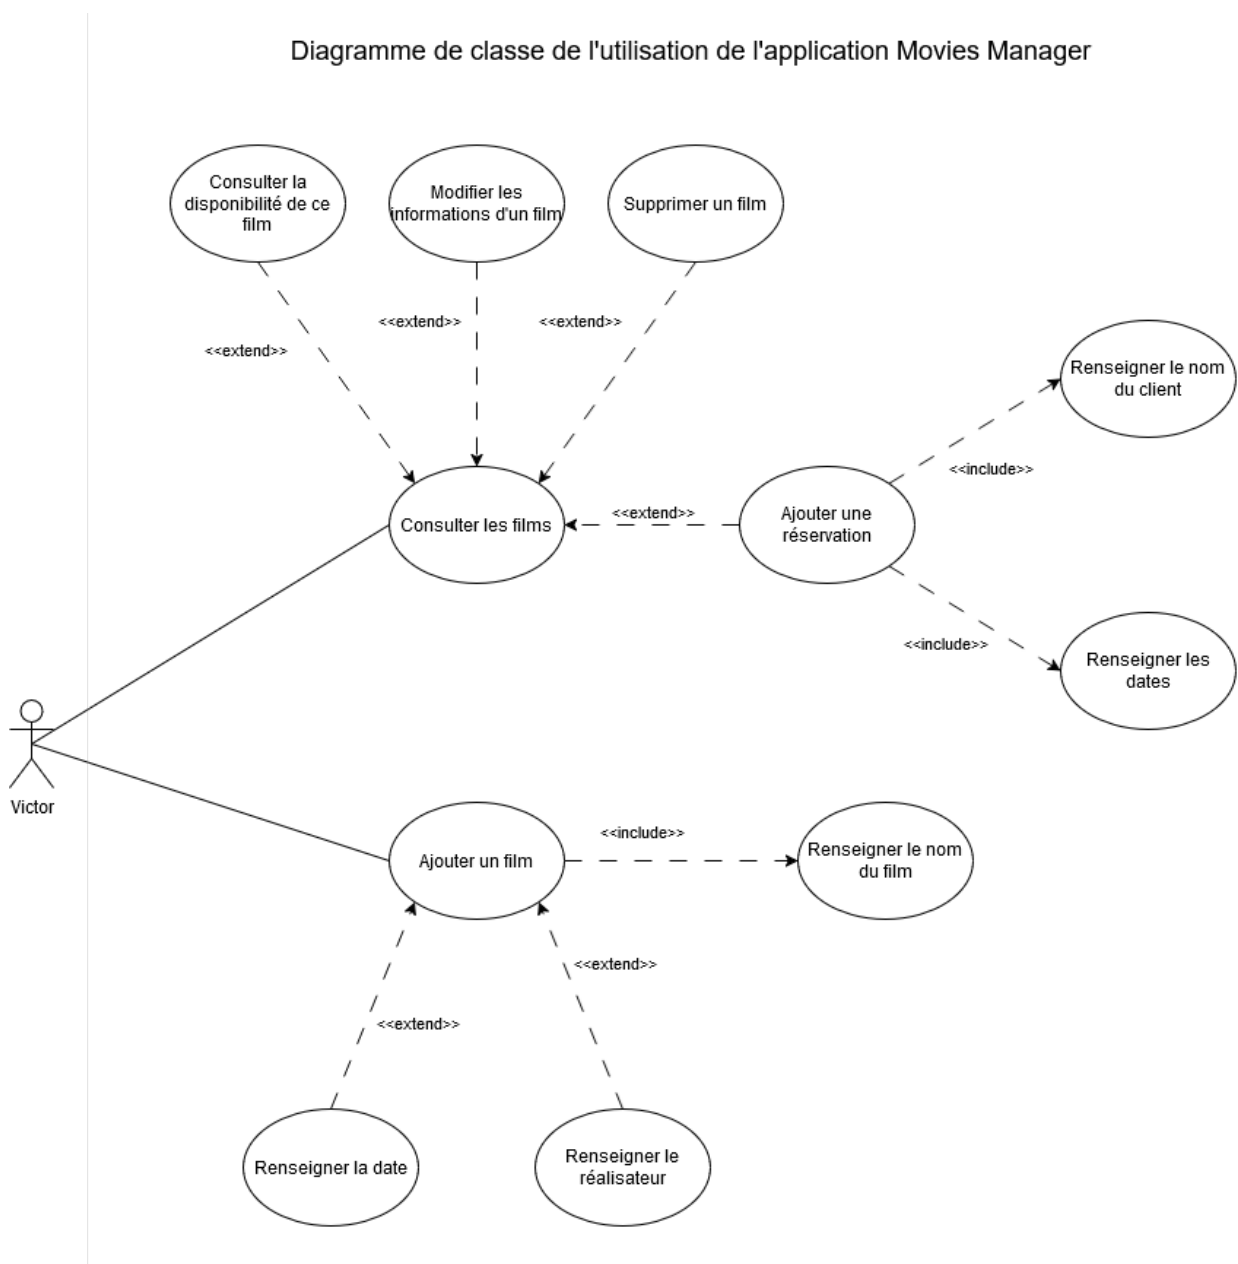 Diagramme de classe de l'utilisation de l'application Movies Manager
Consulter la
disponibilité de ce
film
Modifier les
informations d'un film
Supprimer un film
<<extend>>
<<extend>>
<<extend>>
Renseigner le nom
du client
<<include>>
Consulter les films
<<extend>>
Ajouter une
réservation
<<include>>
Renseigner les
dates
Victor
Ajouter un film
<<include>>
Renseigner le nom
du film
<<extend>>
<<extend>>
Renseigner la date
Renseigner le
réalisateur